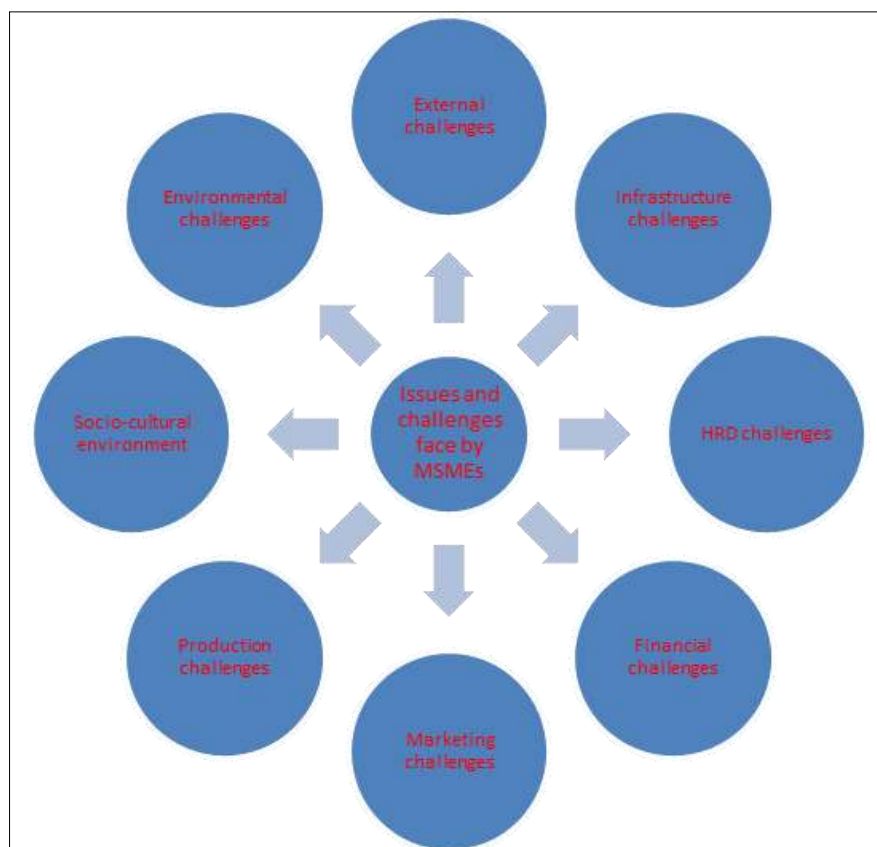 External
challenges
Environmental
challenges
Infrastructure
challenges
Issues and
challenges
face by
MSMEs
Socio-cultural
environment
HRD challenges
Production
challenges
Financial
challenges
Marketing
challenges